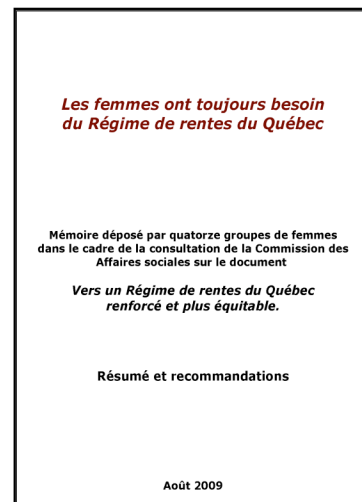 Les femmes ont toujours besoin
du Régime de rentes du Québec
Mémoire déposé par quatorze groupes de femmes
dans le cadre de la consultation de la Commission des
Affaires sociales sur le document
Vers un Régime de rentes du Québec
renforcé et plus équitable.
Résumé et recommandations
Août 2009